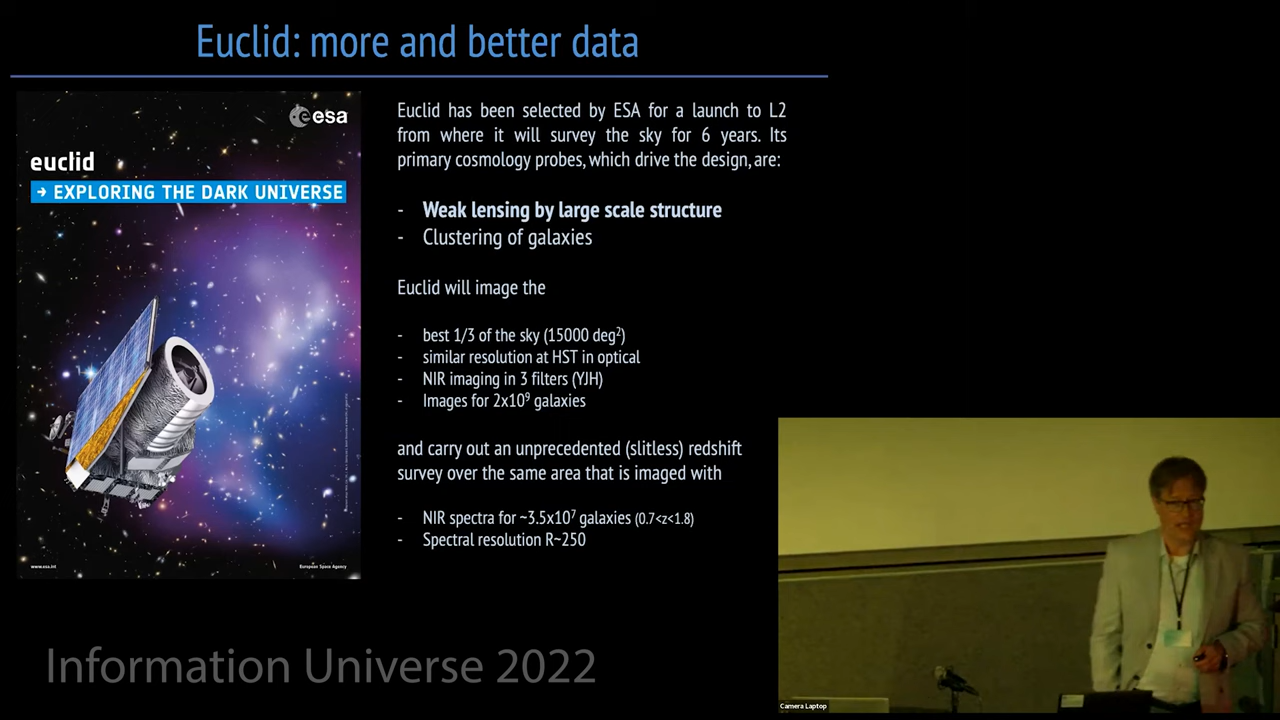 Euclid: more and better data
esa
euclid
→ EXPLORING THE DARK UNIVERSE
www.esa.int
European Space Agency
Euclid has been selected by ESA for a launch to L2
from where it will survey the sky for 6 years. Its
primary cosmology probes, which drive the design, are:
- Weak lensing by large scale structure
- Clustering of galaxies
Euclid will image the
- best 1/3 of the sky (15000 deg²)
- similar resolution at HST in optical
- NIR imaging in 3 filters (YJH)
- Images for 2x10⁹ galaxies
and carry out an unprecedented (slitless) redshift
survey over the same area that is imaged with
- NIR spectra for ~3.5x10⁷ galaxies (0.7<z<1.8)
- Spectral resolution R~250
Information Universe 2022
Camera Laptop